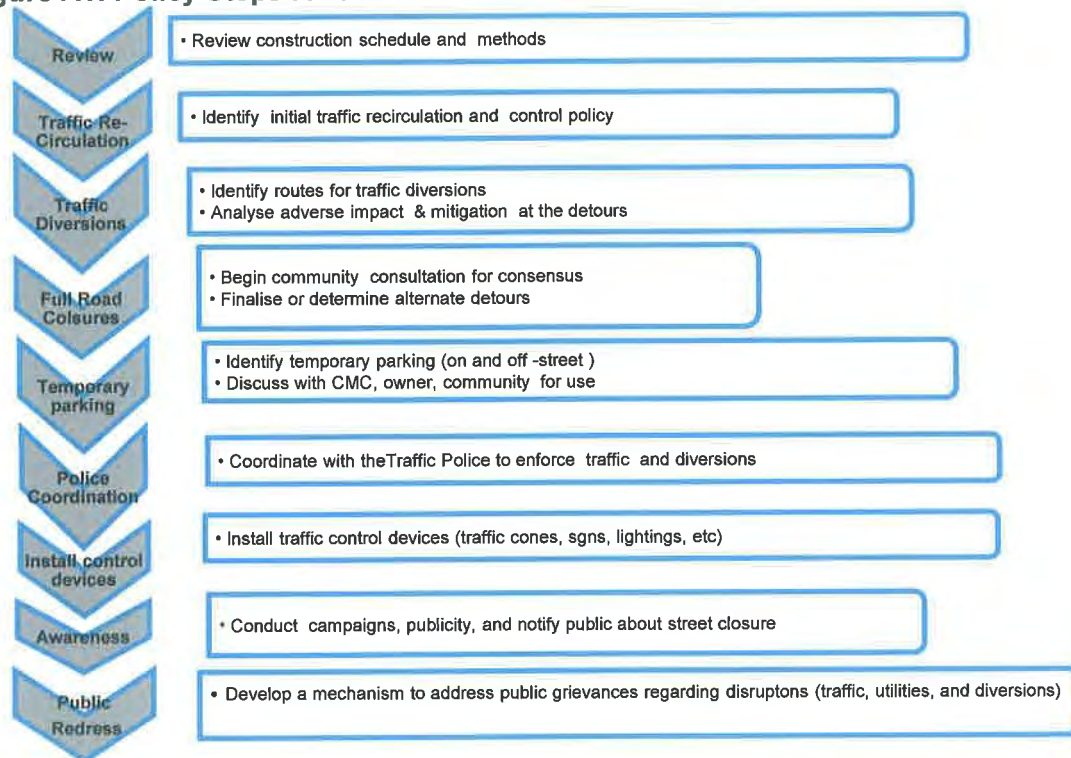 Review
• Review construction schedule and methods
Traffic Re-
Circulation
• Identify initial traffic recirculation and control policy
Traffic
Diversions
• Identify routes for traffic diversions
• Analyse adverse impact & mitigation at the detours
Full Road
Colsures
• Begin community consultation for consensus
• Finalise or determine alternate detours
Temporary
parking
• Identify temporary parking (on and off -street )
• Discuss with CMC, owner, community for use
Police
Coordination
• Coordinate with theTraffic Police to enforce traffic and diversions
Install control
devices
• Install traffic control devices (traffic cones, sgns, lightings, etc)
Awareness
• Conduct campaigns, publicity, and notify public about street closure
Public
Redress
• Develop a mechanism to address public grievances regarding disruptons (traffic, utilities, and diversions)